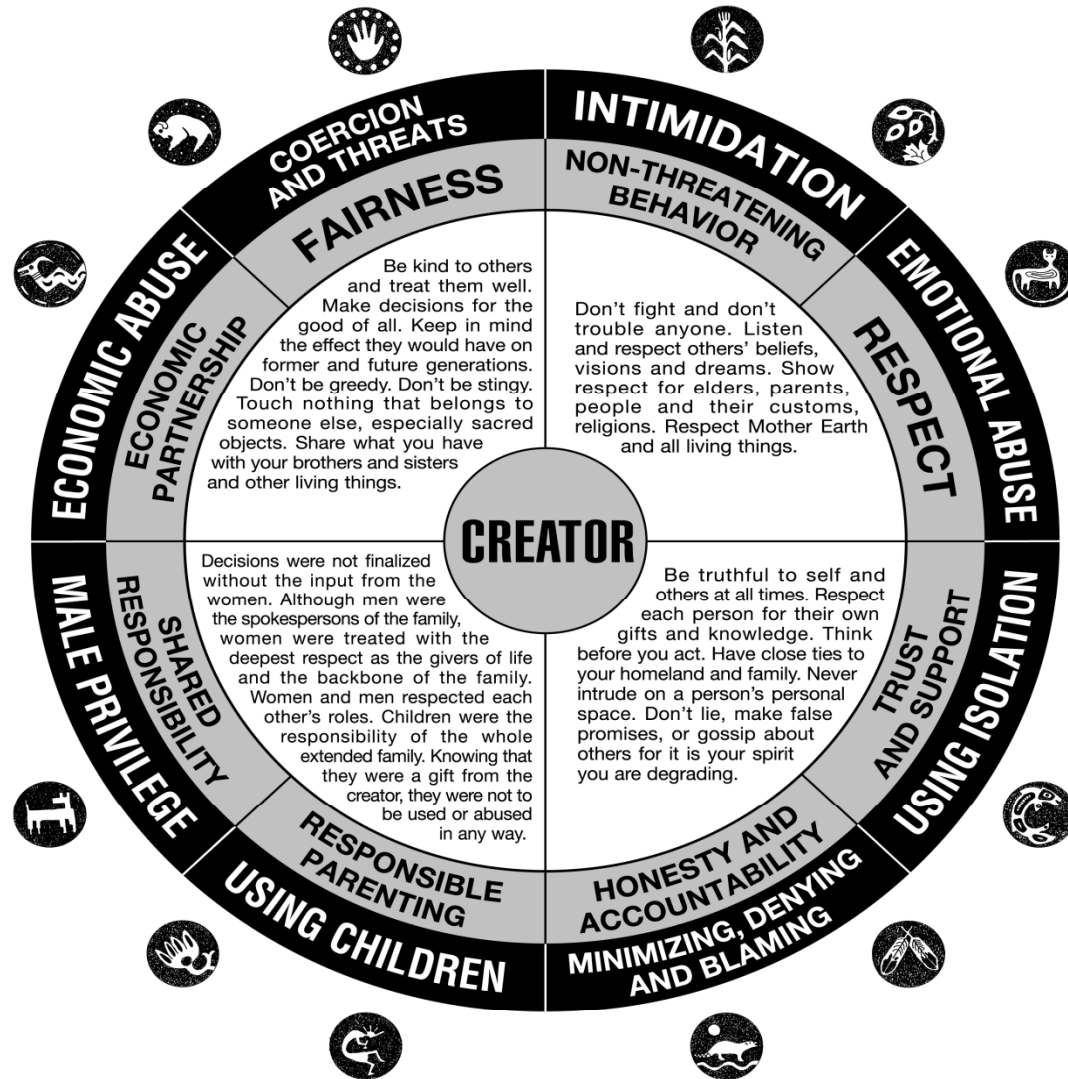 COERCION
AND THREATS
INTIMIDATION
EMOTIONAL ABUSE
USING ISOLATION
MINIMIZING, DENYING
AND BLAMING
USING CHILDREN
MALE PRIVILEGE
ECONOMIC ABUSE
FAIRNESS
NON-THREATENING
BEHAVIOR
RESPECT
TRUST
AND SUPPORT
HONESTY AND
ACCOUNTABILITY
RESPONSIBLE
PARENTING
SHARED
RESPONSIBILITY
ECONOMIC
PARTNERSHIP
Be kind to others
and treat them well.
Make decisions for the
good of all. Keep in mind
the effect they would have on
former and future generations.
Don't be greedy. Don't be stingy.
Touch nothing that belongs to
someone else, especially sacred
objects. Share what you have
with your brothers and sisters
and other living things.
Don't fight and don't
trouble anyone. Listen
and respect others' beliefs,
visions and dreams. Show
respect for elders, parents,
people and their customs,
religions. Respect Mother Earth
and all living things.
CREATOR
Decisions were not finalized
without the input from the
women. Although men were
the spokespersons of the family,
women were treated with the
deepest respect as the givers of life
and the backbone of the family.
Women and men respected each
other's roles. Children were the
responsibility of the whole
extended family. Knowing that
they were a gift from the
creator, they were not to
be used or abused
in any way.
Be truthful to self and
others at all times. Respect
each person for their own
gifts and knowledge. Think
before you act. Have close ties to
your homeland and family. Never
intrude on a person's personal
space. Don't lie, make false
promises, or gossip about
others for it is your spirit
you are degrading.